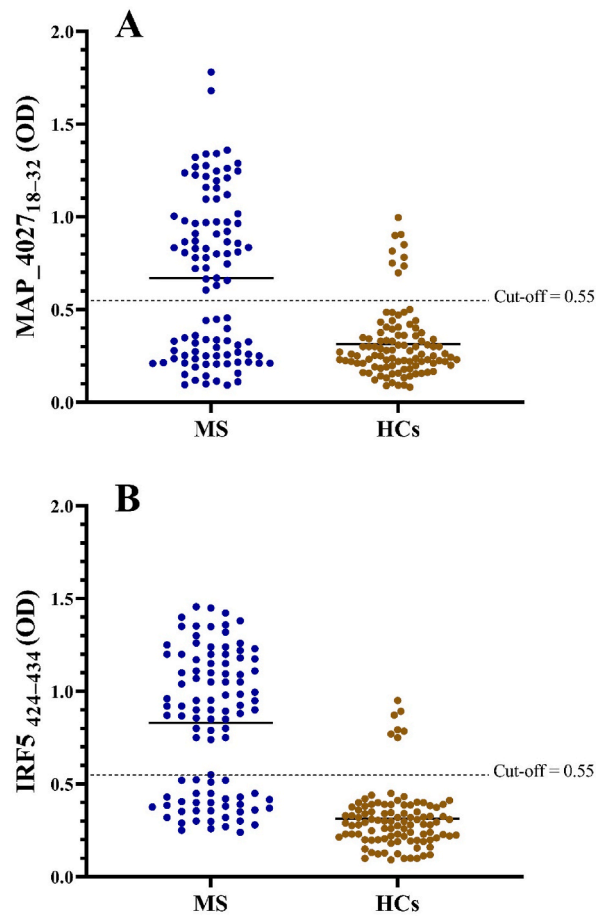 A
2.0
1.5
1.0
0.5
0.0
MAP_4027₁₈₋₃₂ (OD)
Cut-off = 0.55
MS HCs
B
2.0
1.5
1.0
0.5
0.0
IRF5 ₄₂₄₋₄₃₄ (OD)
Cut-off = 0.55
MS HCs